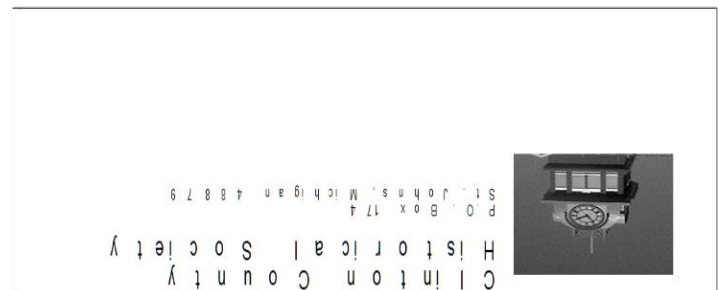 Clinton County
Historical Society
P.O. Box 174
St. Johns, Michigan 48879